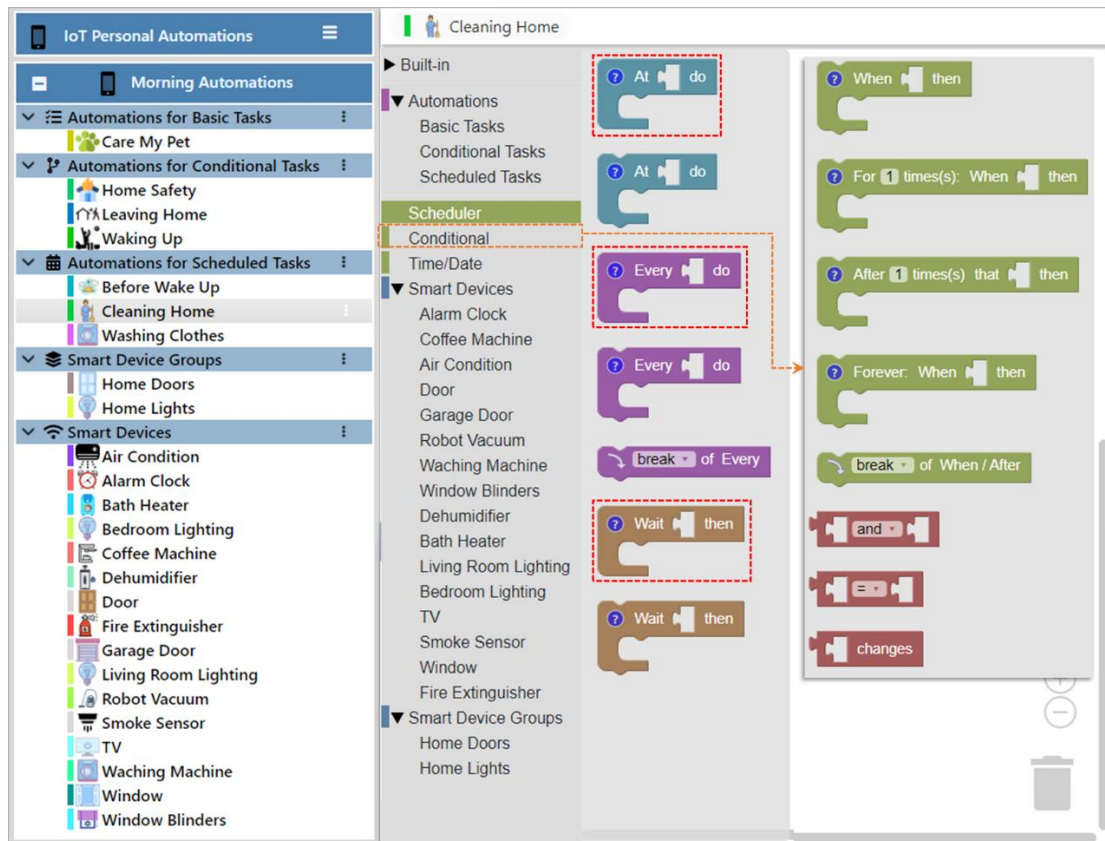 IoT Personal Automations
Morning Automations
Automations for Basic Tasks
Care My Pet
Automations for Conditional Tasks
Home Safety
Leaving Home
Waking Up
Automations for Scheduled Tasks
Before Wake Up
Cleaning Home
Washing Clothes
Smart Device Groups
Home Doors
Home Lights
Smart Devices
Air Condition
Alarm Clock
Bath Heater
Bedroom Lighting
Coffee Machine
Dehumidifier
Door
Fire Extinguisher
Garage Door
Living Room Lighting
Robot Vacuum
Smoke Sensor
TV
Waching Machine
Window
Window Blinders
Cleaning Home
Built-in
Automations
Basic Tasks
Conditional Tasks
Scheduled Tasks
Scheduler
Conditional
Time/Date
Smart Devices
Alarm Clock
Coffee Machine
Air Condition
Door
Garage Door
Robot Vacuum
Waching Machine
Window Blinders
Dehumidifier
Bath Heater
Living Room Lighting
Bedroom Lighting
TV
Smoke Sensor
Window
Fire Extinguisher
Smart Device Groups
Home Doors
Home Lights
? At do
? At do
? Every do
? Every do
break of Every
? Wait then
? Wait then
? When then
? For 1 times(s): When then
? After 1 times(s) that then
? Forever: When then
break of When / After
and
=
changes